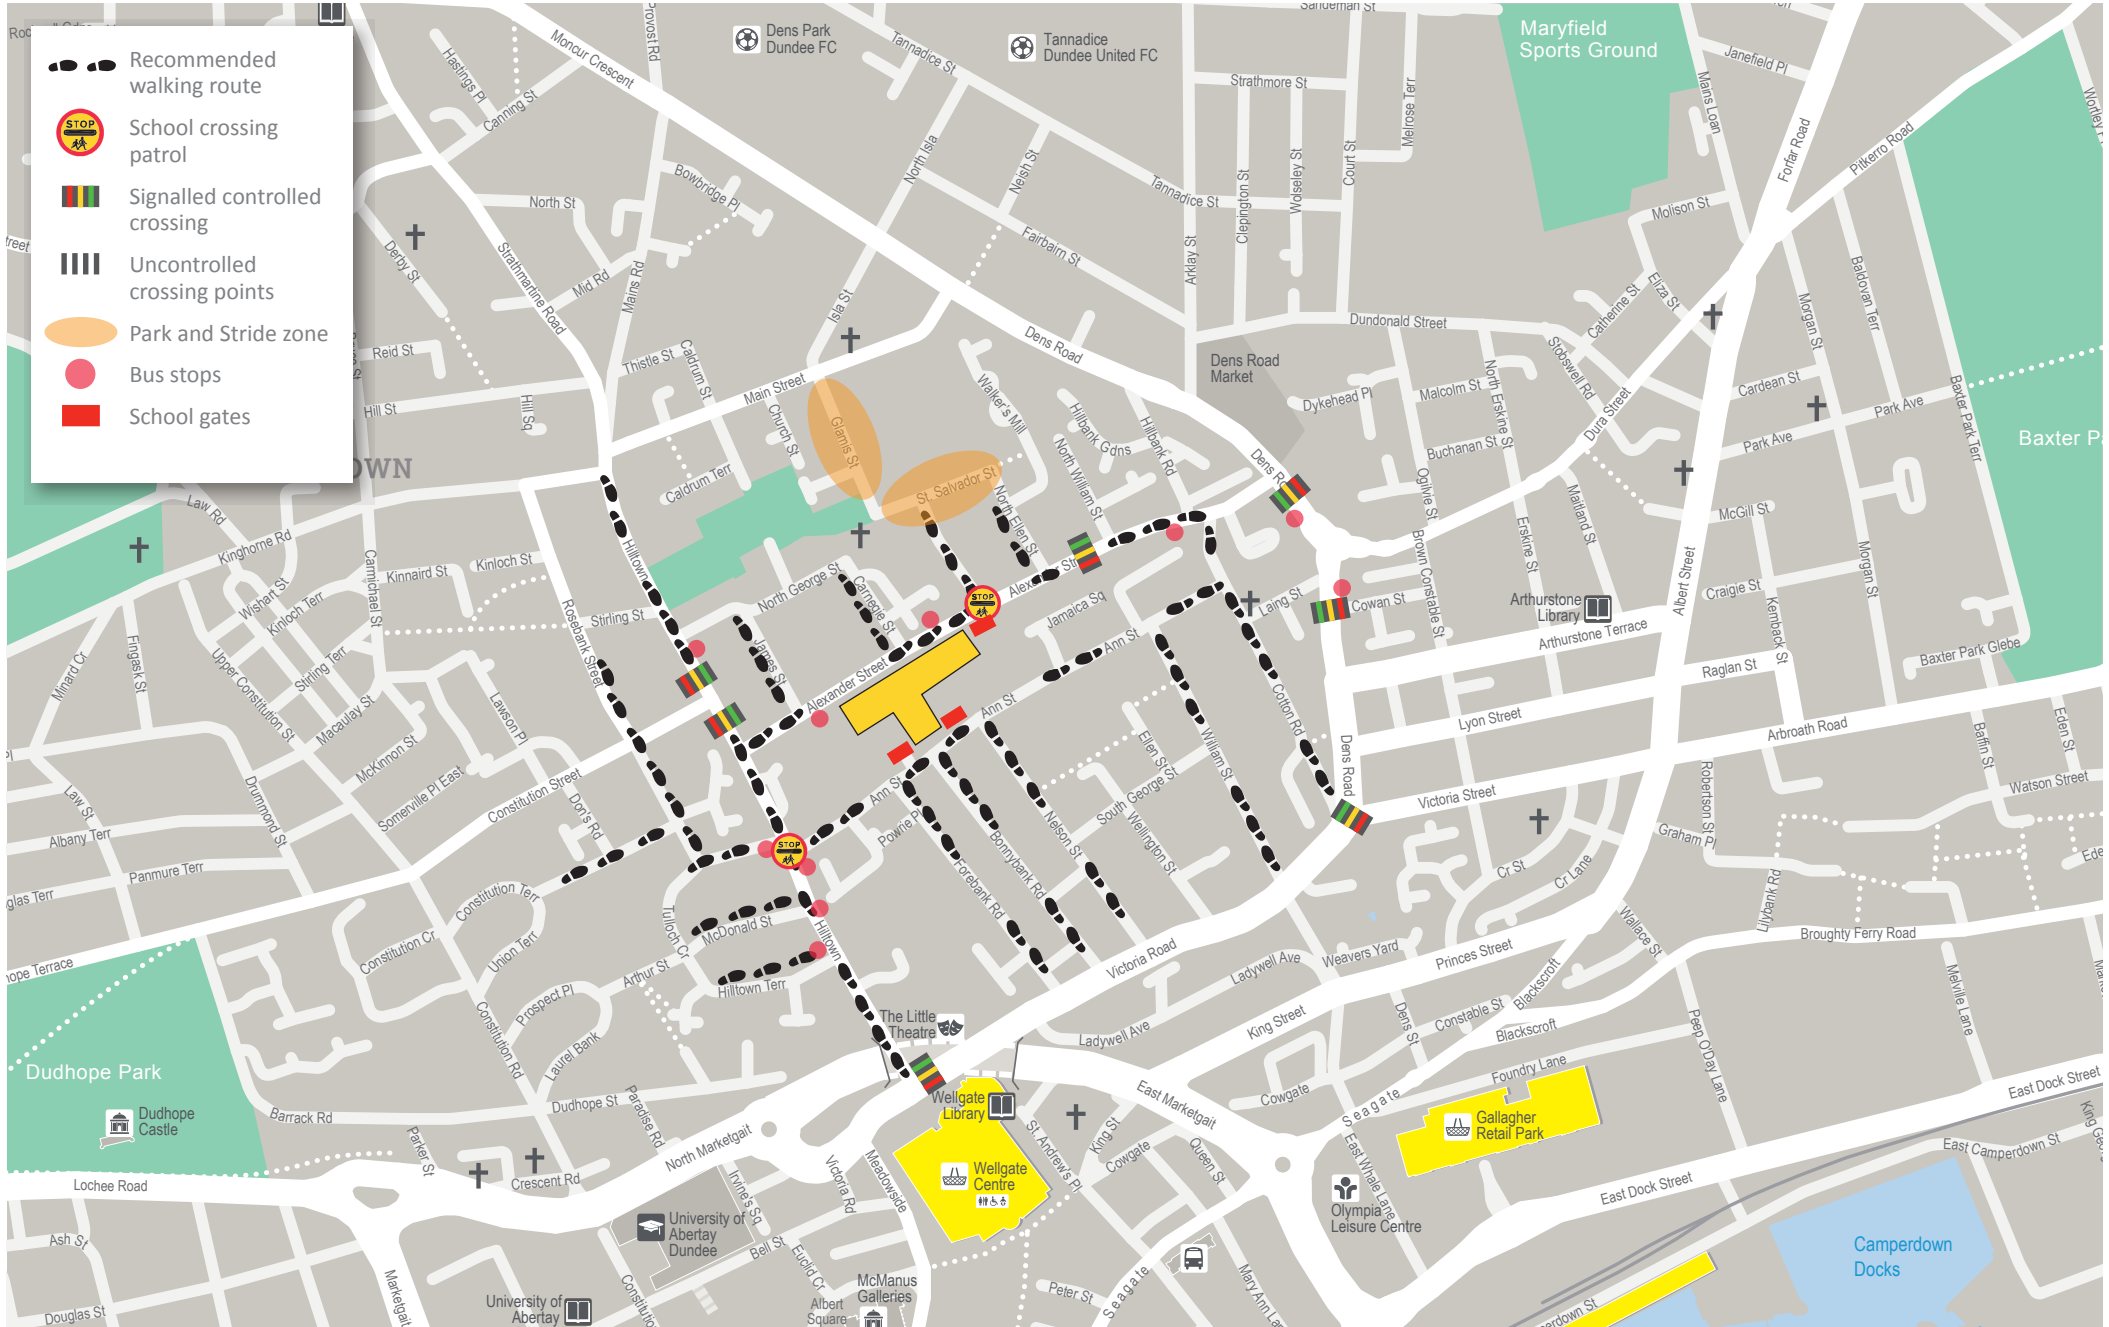 Recommended
walking route
School crossing
patrol
Signalled controlled
crossing
Uncontrolled
crossing points
Park and Stride zone
Bus stops
School gates
STOP
OWN
Moncur Crescent
Provost Rd
Hastings Pl
Canning St
Dens Park
Dundee FC
Tannadice St
Tannadice
Dundee United FC
Sandeman St
Strathmore St
Melrose Terr
Court St
Maryfield
Sports Ground
Janefield Pl
Mains Loan
Forfar Road
Pitkerro Road
Molison St
North St
Bowbridge Pl
North Isla
Neish St
Tannadice St
Fairbairn St
Clepington St
Wolseley St
Arklay St
Derby St
Strathmartine Road
Mid Rd
Mains Rd
Isla St
Dens Road
Dundonald Street
Catherine St
Eliza St
Baldovan Terr
Morgan St
Reid St
Hill St
Hill Sq
Thistle St
Caldrum St
Main Street
Church St
Glamis St
Walker's Mill
Hillbank Gdns
Hillbank Rd
Dens Road
Market
Dykehead Pl
Malcolm St
North Erskine St
Stobswell Rd
Dura Street
Cardean St
Park Ave
Park Ave
Baxter Park Terr
Buchanan St
Law Rd
Kinghorne Rd
Caldrum Terr
St. Salvador St
North Ellen St
North William St
Ogilvie St
Maitland St
Erskine St
McGill St
Albert Street
Wishart St
Kinloch Terr
Carmichael St
Kinnaird St
Kinloch St
Stirling St
Hilltown
North George St
Carnegie St
James St
Alexander Street
Jamaica Sq
Ann St
Laing St
Cowan St
Brown Constable St
Arthurstone
Library
Arthurstone Terrace
Craigie St
Kemback St
Morgan St
Baxter Park Glebe
Raglan St
Lyon Street
Arbroath Road
Minard Cr
Fingask St
Upper Constitution St
Stirling Terr
Macaulay St
McKinnon St
Somerville Pl East
Lawson Pl
Rosebank Street
Constitution Street
Don's Rd
Ann St
Ann St
Powrie Pl
Nelson St
Bonnybank Rd
Forebank Rd
Ellen St
South George St
Wellington St
William St
Cotton Rd
Dens Road
Victoria Street
Robertson St
Graham Pl
Baffin St
Eden St
Watson Street
Law St
Albany Terr
Panmure Terr
Drummond St
Constitution Cr
Constitution Terr
Union Terr
Tulloch Cr
McDonald St
Hilltown
Hilltown Terr
Arthur St
Prospect Pl
Laurel Bank
Constitution Rd
Victoria Road
Ladywell Ave
Weavers Yard
Princes Street
Cr St
Cr Lane
Wallace St
Lilybank Rd
Broughty Ferry Road
Melville Lane
Dudhope Park
Dudhope
Castle
Barrack Rd
Dudhope St
Paradise Rd
Parker St
Crescent Rd
Lochee Road
North Marketgait
The Little
Theatre
Ladywell Ave
King Street
Dens St
Constable St
Blackscroft
Blackscroft
Foundry Lane
Peep O'Day Lane
East Dock Street
Wellgate
Library
Wellgate
Centre
St. Andrew's Pl
King St
Cowgate
Queen St
East Marketgait
Cowgate
Seagate
Gallagher
Retail Park
East Whale Lane
East Dock Street
East Camperdown St
Olympia
Leisure Centre
Camperdown
Docks
Victoria Rd
Meadowside
Irvine's Sq
University of
Abertay
Dundee
Bell St
Euclid Cr
McManus
Galleries
Albert
Square
University of
Abertay
Marketgait
Ash St
Douglas St
Peter St
Seagate